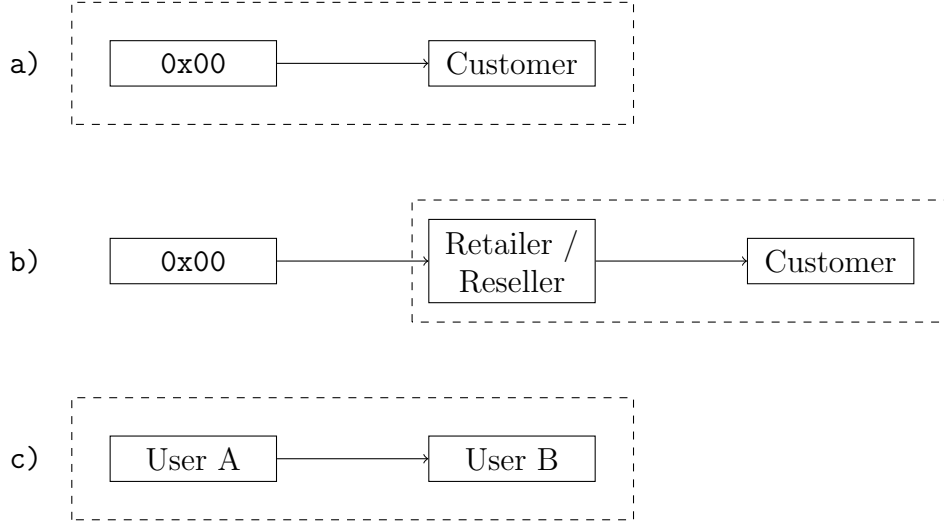 a) 0x00 Customer
b) 0x00 Retailer / Reseller Customer
c) User A User B